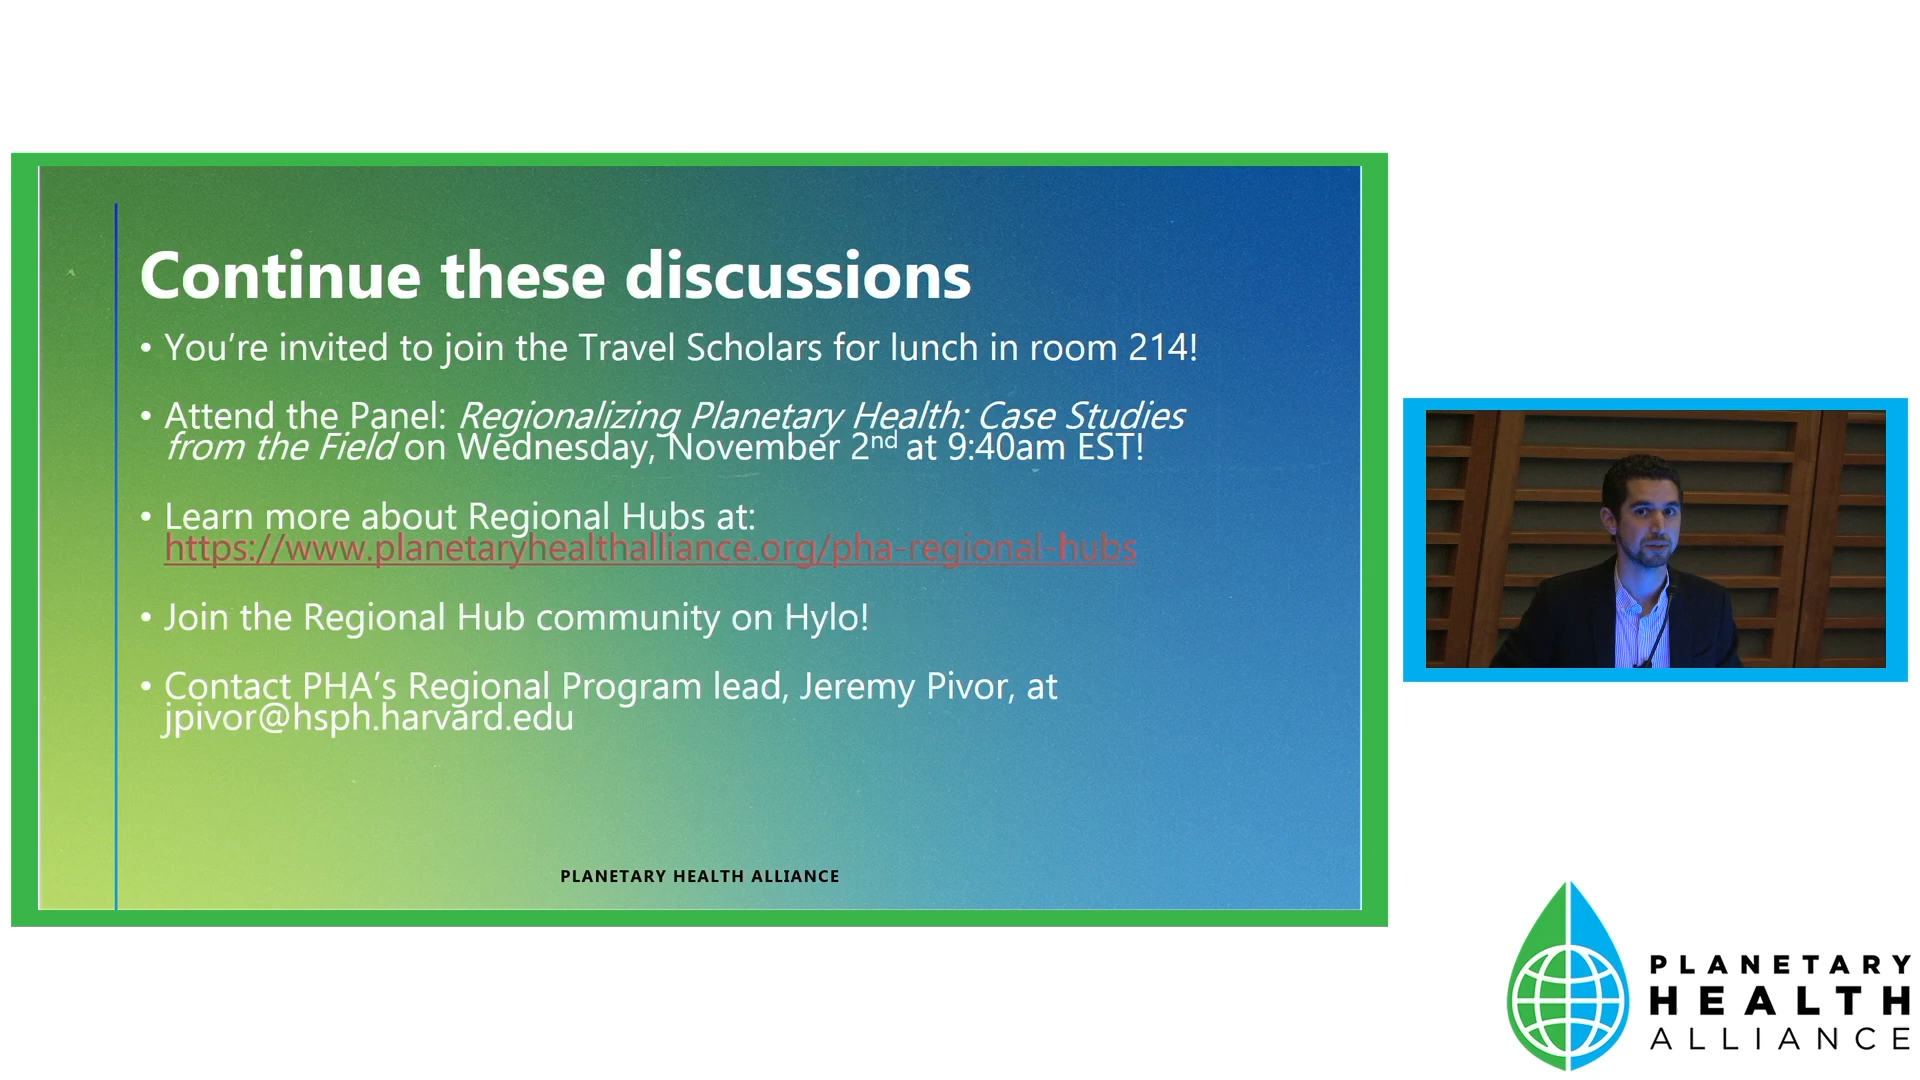 Continue these discussions
• You’re invited to join the Travel Scholars for lunch in room 214!
• Attend the Panel: Regionalizing Planetary Health: Case Studies
from the Field on Wednesday, November 2nd at 9:40am EST!
• Learn more about Regional Hubs at:
https://www.planetaryhealthalliance.org/pha-regional-hubs
• Join the Regional Hub community on Hylo!
• Contact PHA’s Regional Program lead, Jeremy Pivor, at
jpivor@hsph.harvard.edu
PLANETARY HEALTH ALLIANCE
PLANETARY
HEALTH
ALLIANCE